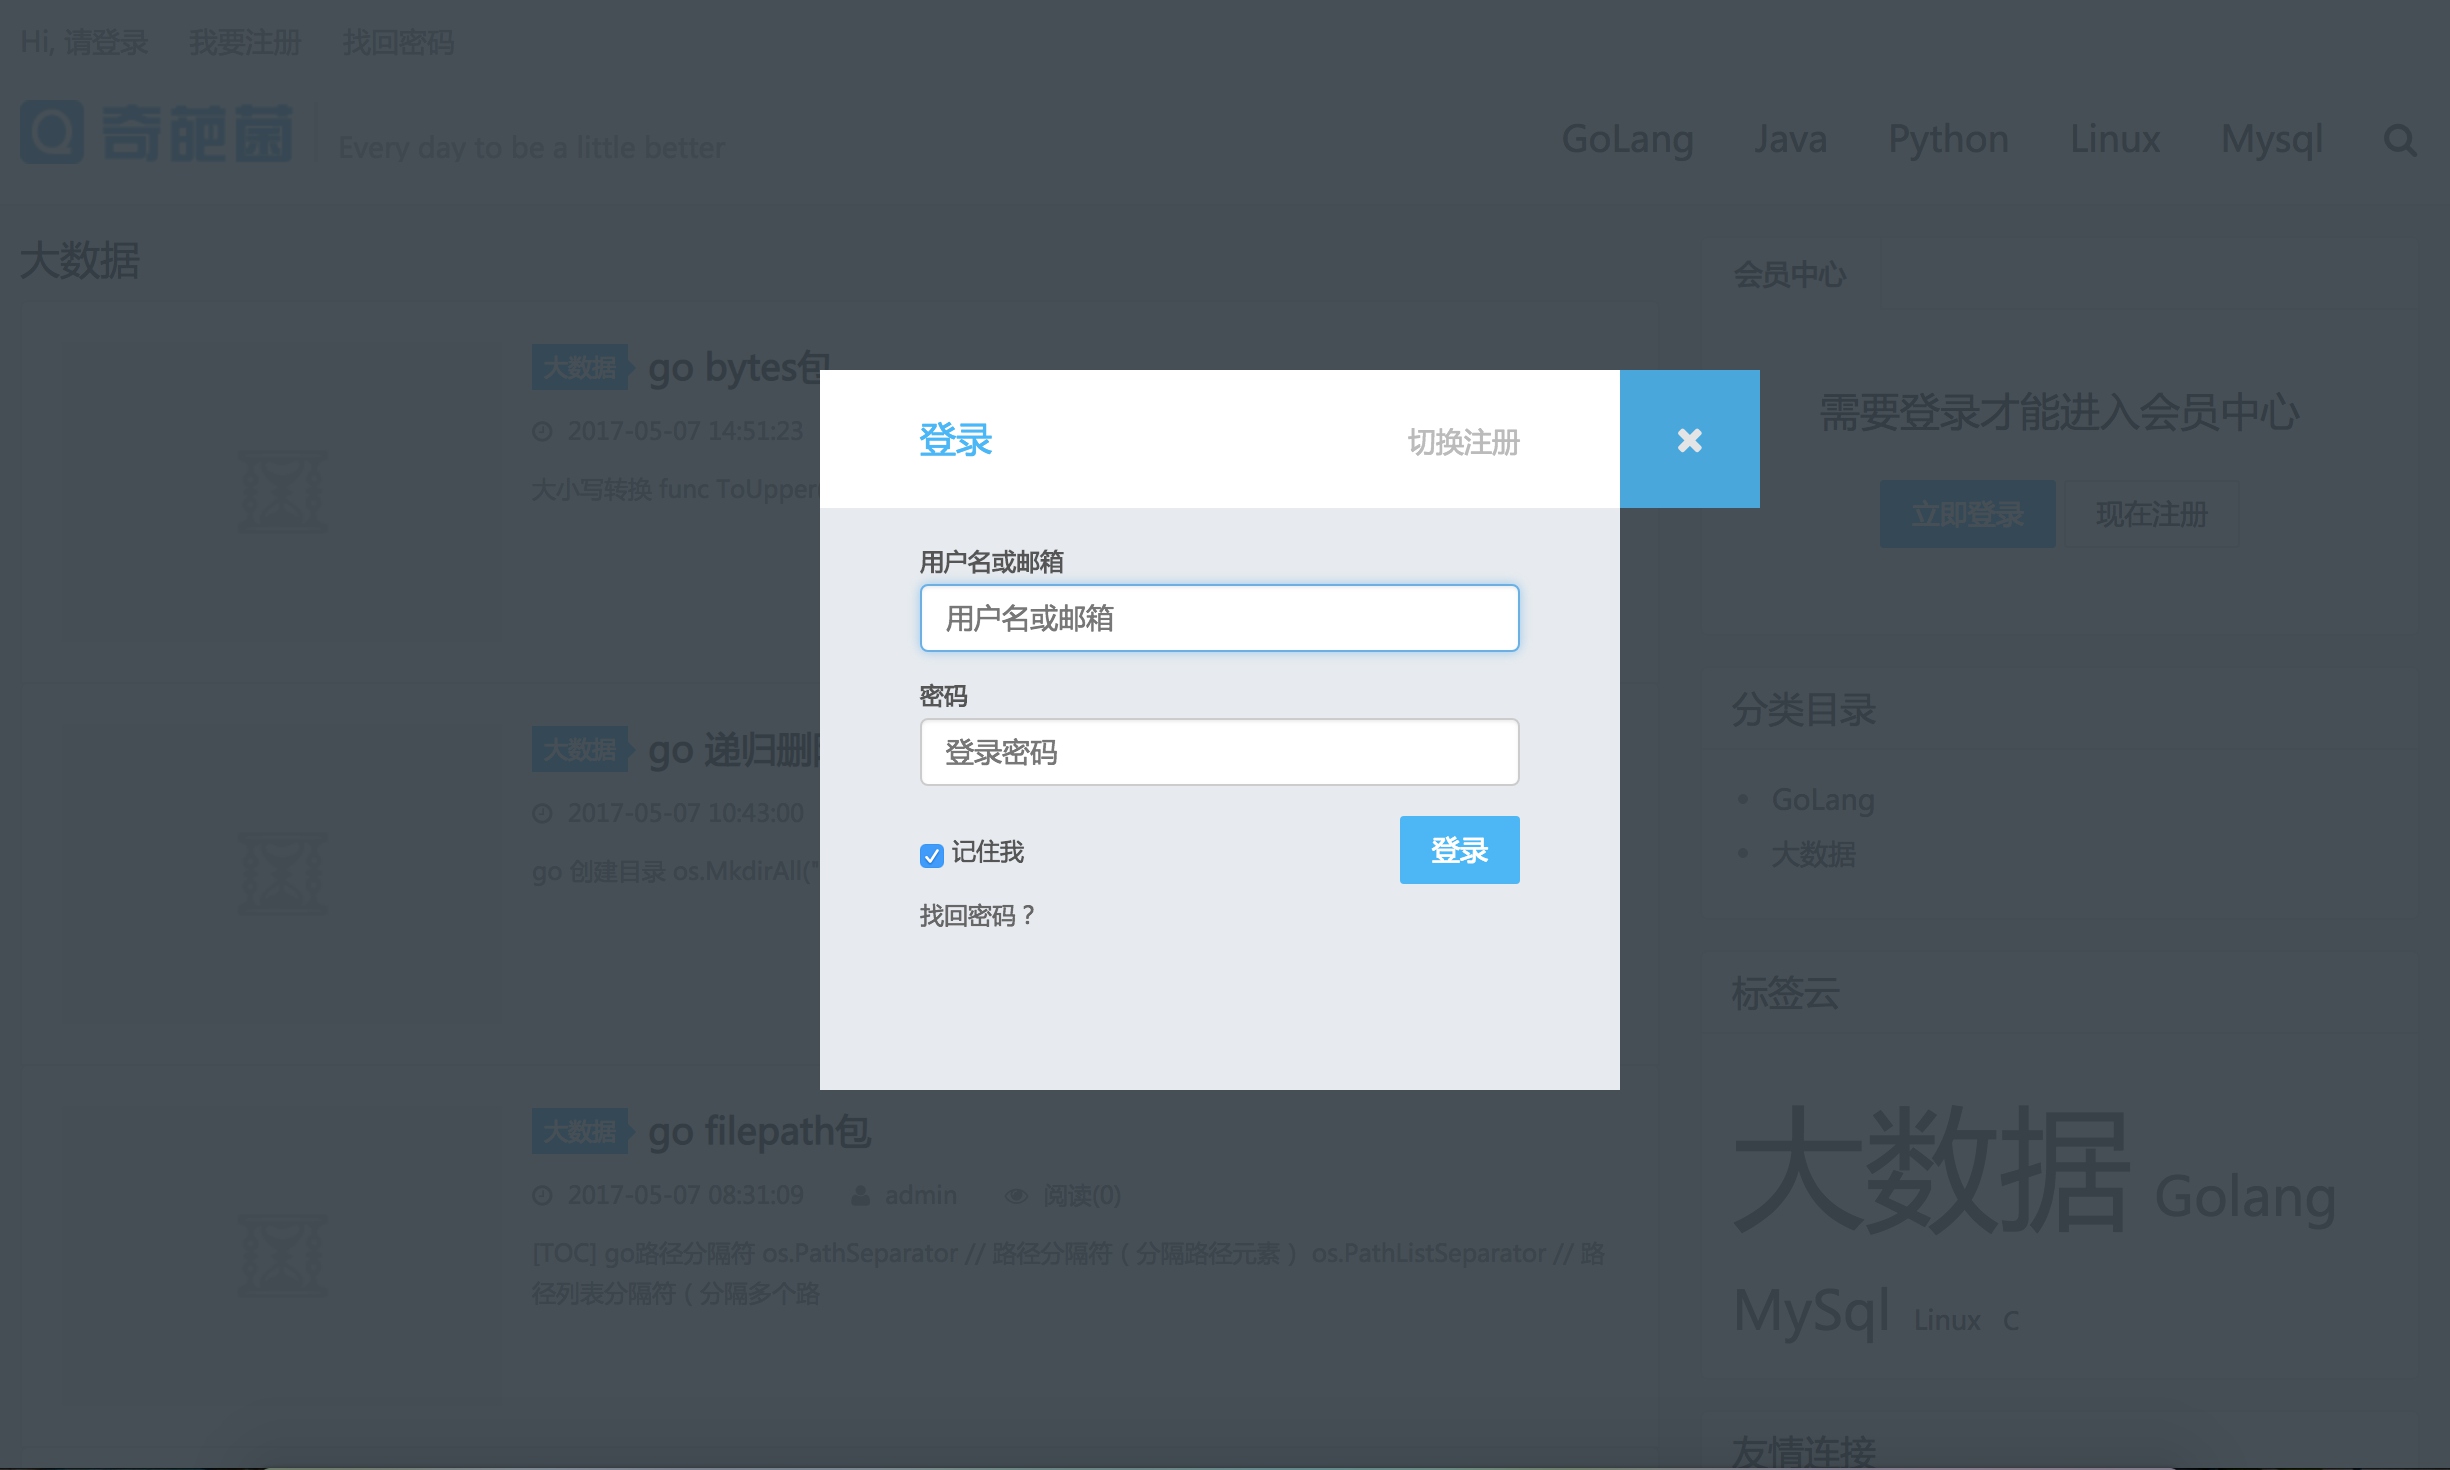 Hi, 请登录 我要注册 找回密码
奇葩菌 Every day to be a little better
GoLang Java Python Linux Mysql
大数据
大数据 go bytes包
2017-05-07 14:51:23
大小写转换 func ToUpper(
大数据 go 递归删
2017-05-07 10:43:00
go 创建目录 os.MkdirAll("
大数据 go filepath包
2017-05-07 08:31:09 admin 阅读(0)
[TOC] go路径分隔符 os.PathSeparator // 路径分隔符（分隔路径元素） os.PathListSeparator // 路
径列表分隔符（分隔多个路
登录 切换注册
用户名或邮箱
用户名或邮箱
密码
登录密码
记住我 登录
找回密码？
会员中心
需要登录才能进入会员中心
立即登录 现在注册
分类目录
GoLang
大数据
标签云
大数据 Golang
MySql Linux C
友情连接